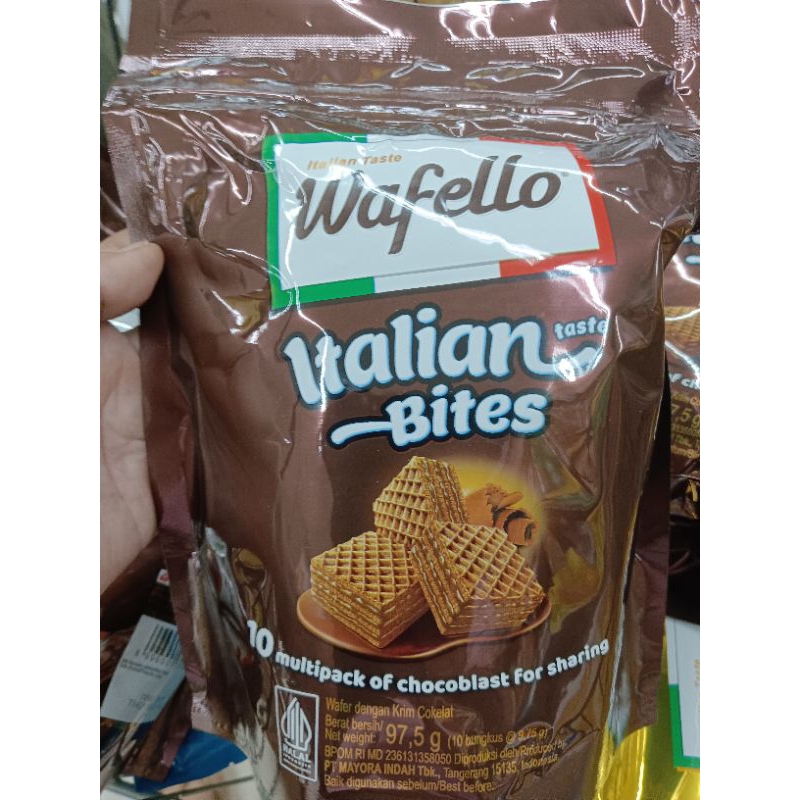 Italian Taste
Wafello
Italian taste
Bites
10 multipack of chocoblast for sharing
Wafer dengan Krim Cokelat
Berat bersih/
Net weight: 97,5 g (10 bungkus @ 9,75 g)
BPOM RI MD 236131358050 Diproduksi oleh/Produced by:
PT MAYORA INDAH Tbk., Tangerang 15135, Indonesia
Baik digunakan sebelum/Best before:
HALAL
INDONESIA